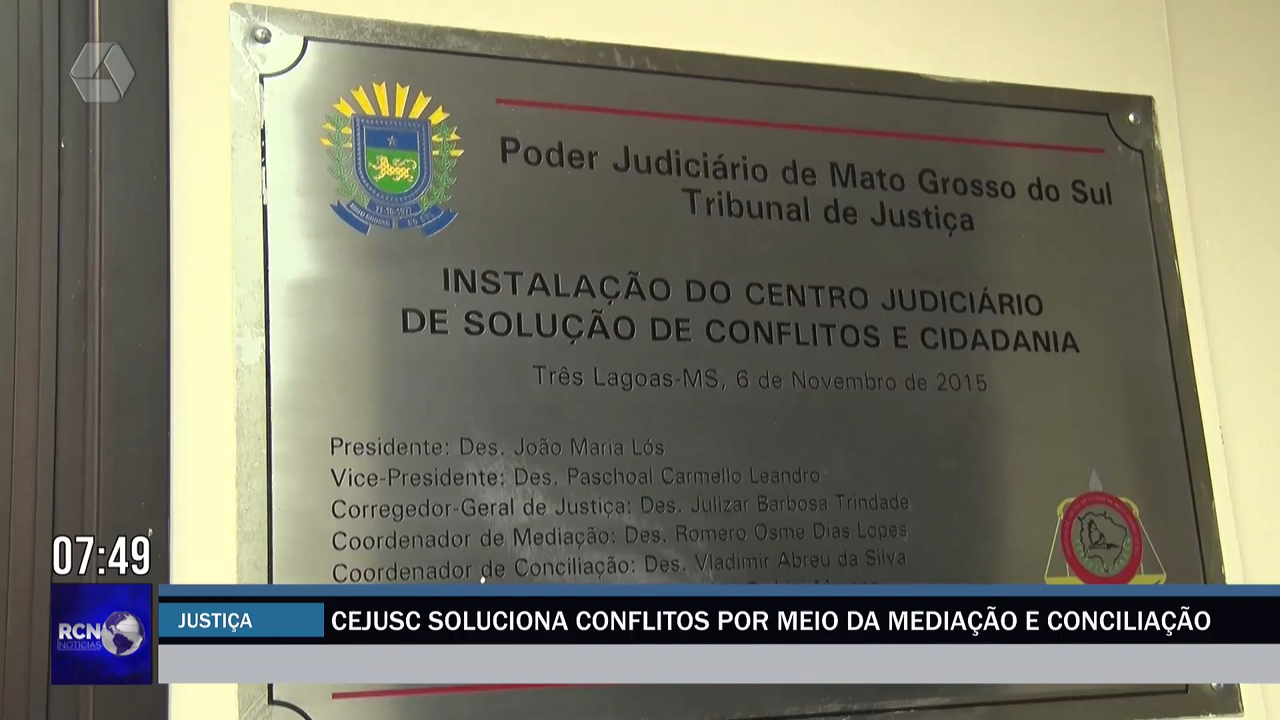 Poder Judiciário de Mato Grosso do Sul
Tribunal de Justiça
INSTALAÇÃO DO CENTRO JUDICIÁRIO
DE SOLUÇÃO DE CONFLITOS E CIDADANIA
Três Lagoas-MS, 6 de Novembro de 2015
Presidente: Des. João Maria Lós
Vice-Presidente: Des. Paschoal Carmello Leandro
Corregedor-Geral de Justiça: Des. Julizar Barbosa Trindade
Coordenador de Mediação: Des. Romero Osme Dias Lopes
Coordenador de Conciliação: Des. Vladimir Abreu da Silva
07:49
RCN
NOTÍCIAS
JUSTIÇA
CEJUSC SOLUCIONA CONFLITOS POR MEIO DA MEDIAÇÃO E CONCILIAÇÃO